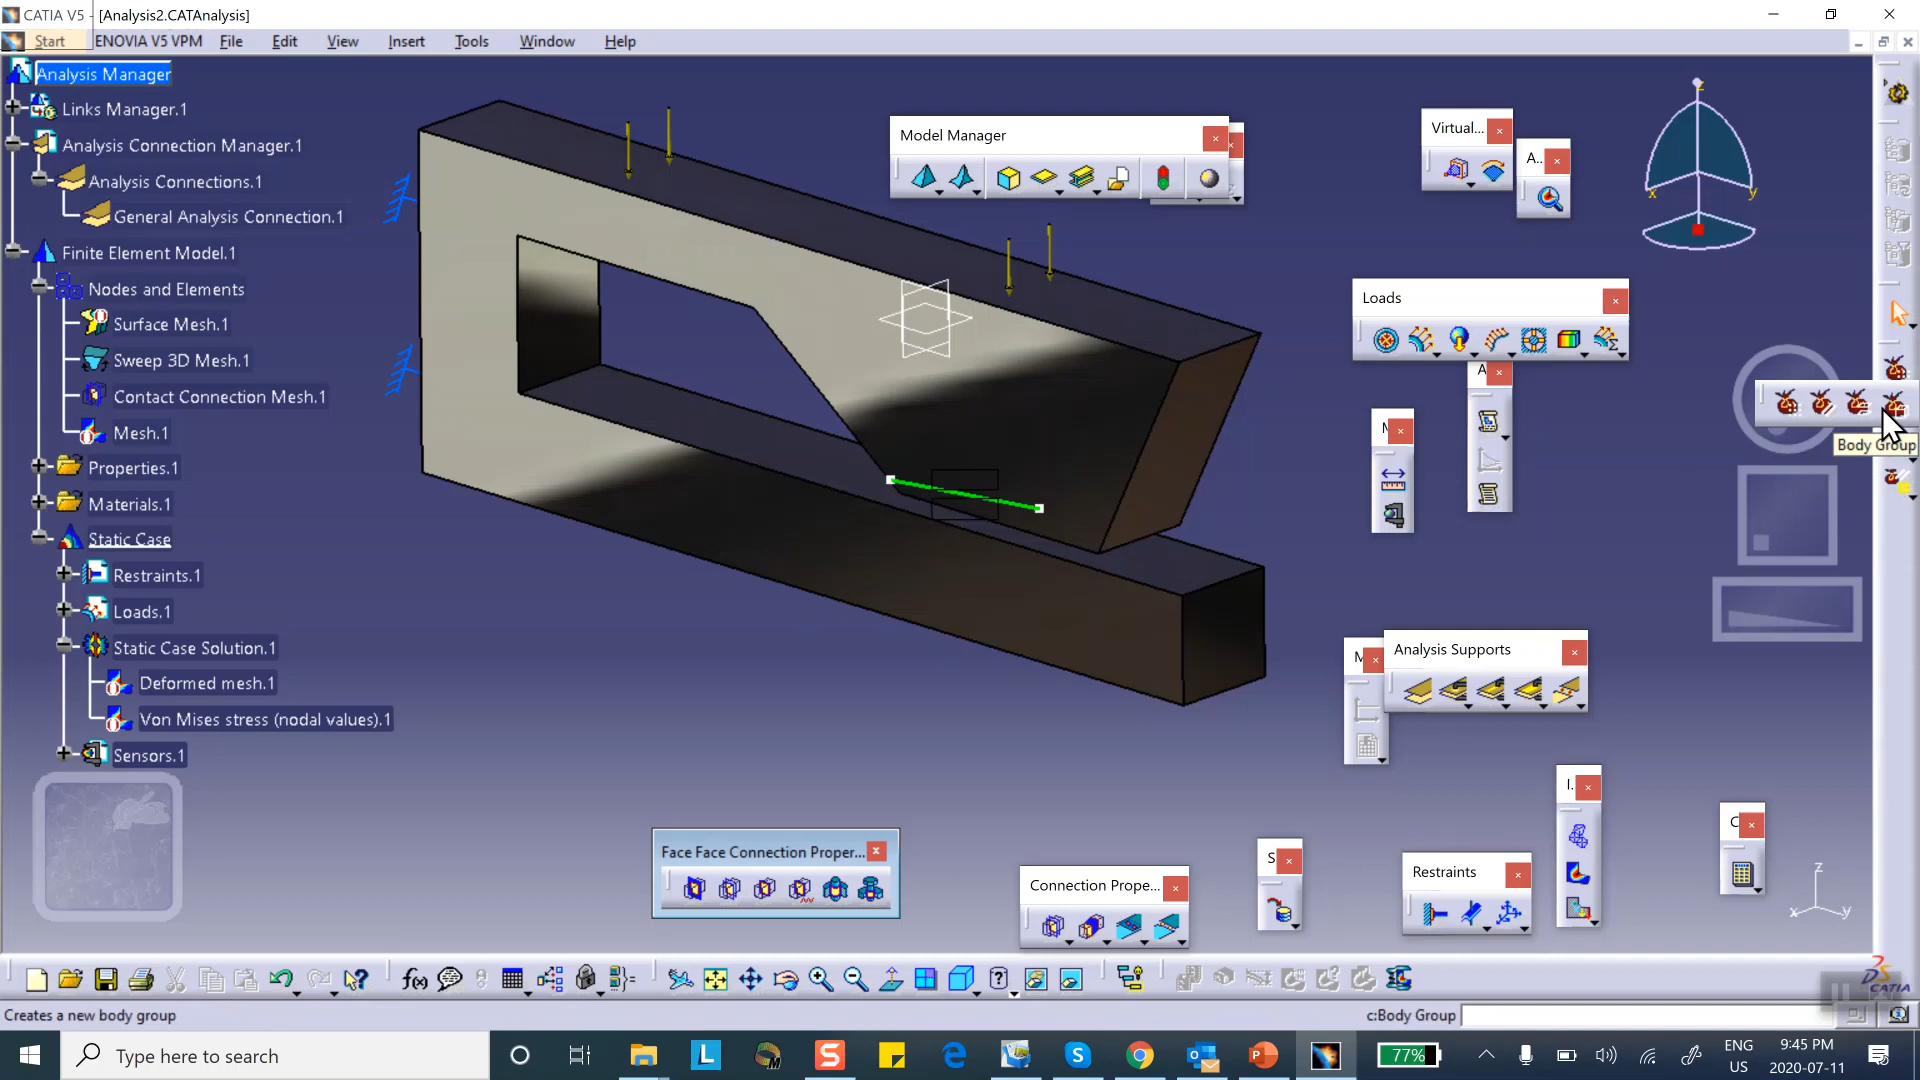 CATIA V5 - [Analysis2.CATAnalysis]
Start ENOVIA V5 VPM File Edit View Insert Tools Window Help
Analysis Manager
Links Manager.1
Analysis Connection Manager.1
Analysis Connections.1
General Analysis Connection.1
Finite Element Model.1
Nodes and Elements
Surface Mesh.1
Sweep 3D Mesh.1
Contact Connection Mesh.1
Mesh.1
Properties.1
Materials.1
Static Case
Restraints.1
Loads.1
Static Case Solution.1
Deformed mesh.1
Von Mises stress (nodal values).1
Sensors.1
Model Manager
Virtual...
A..
z
x
y
Loads
A
M
Body Group
Analysis Supports
M
I.
C
Face Face Connection Proper...
Connection Prope...
S
Restraints
z
x
y
f(x)
CATIA
Creates a new body group
c:Body Group
Type here to search
77%
ENG
US
9:45 PM
2020-07-11